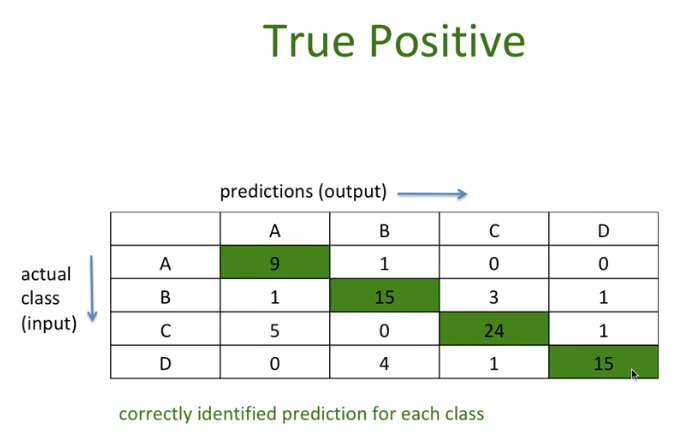 True Positive
predictions (output)
A B C D
A 9 1 0 0
actual
class
(input)
B 1 15 3 1
C 5 0 24 1
D 0 4 1 15
correctly identified prediction for each class